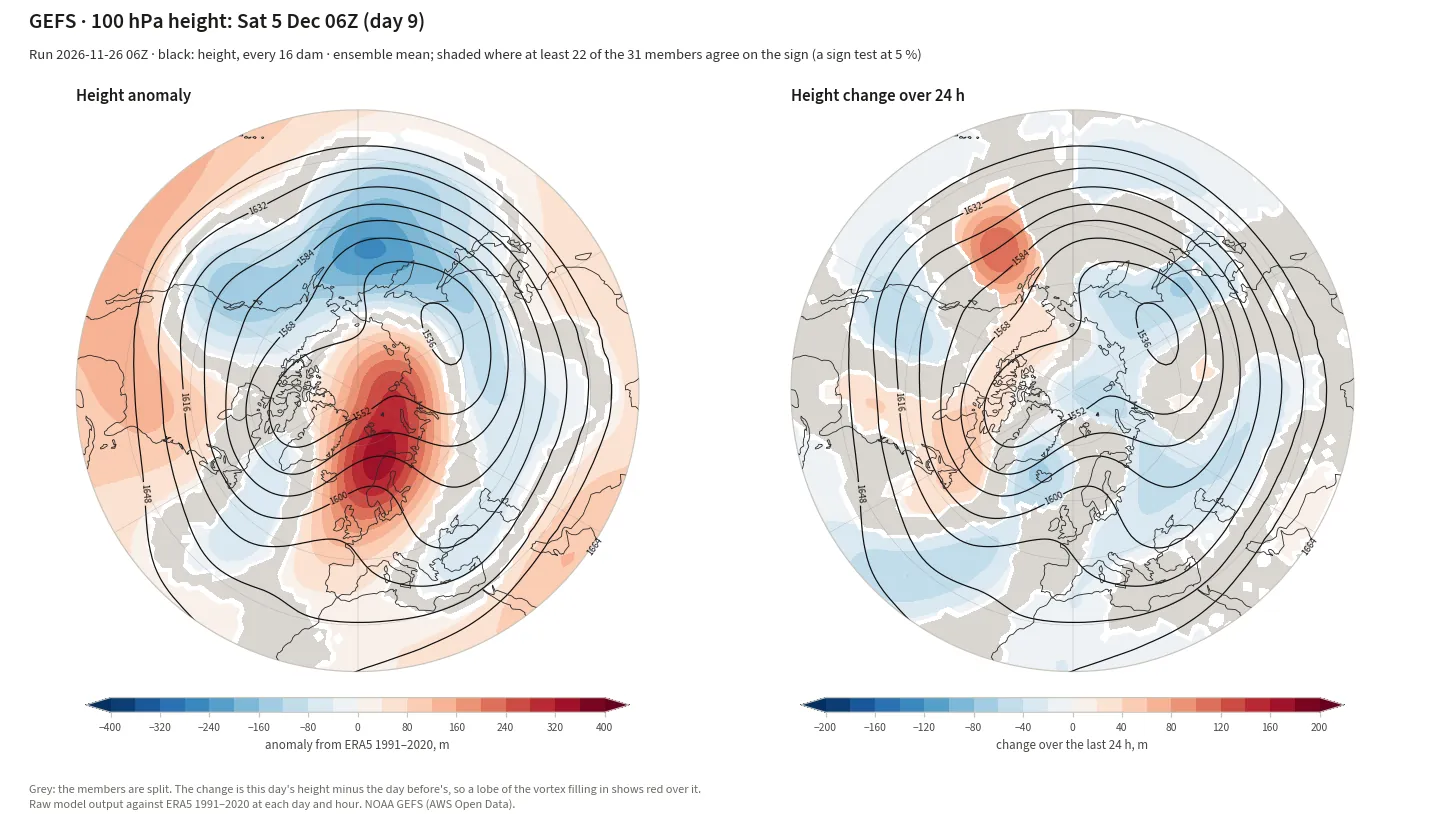 GEFS · 100 hPa height: Sat 5 Dec 06Z (day 9)
Run 2026-11-26 06Z · black: height, every 16 dam · ensemble mean; shaded where at least 22 of the 31 members agree on the sign (a sign test at 5 %)
Height anomaly
Height change over 24 h
1632
1584
1568
1536
1616
1552
1600
1648
1664
1632
1584
1568
1536
1616
1552
1600
1648
1664
−400 −320 −240 −160 −80 0 80 160 240 320 400
anomaly from ERA5 1991–2020, m
−200 −160 −120 −80 −40 0 40 80 120 160 200
change over the last 24 h, m
Grey: the members are split. The change is this day's height minus the day before's, so a lobe of the vortex filling in shows red over it.
Raw model output against ERA5 1991–2020 at each day and hour. NOAA GEFS (AWS Open Data).